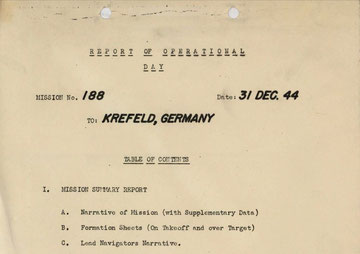 REPORT OF OPERATIONAL
DAY
MISSION No. 188 Date: 31 DEC. 44
TO: KREFELD, GERMANY
TABLE OF CONTENTS
I. MISSION SUMMARY REPORT
A. Narrative of Mission (with Supplementary Data)
B. Formation Sheets (On Takeoff and over Target)
C. Lead Navigators Narrative.